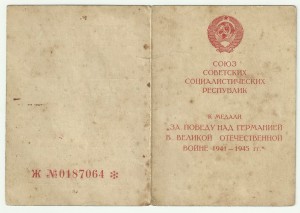 Ж №0187064 *
СОЮЗ
СОВЕТСКИХ
СОЦИАЛИСТИЧЕСКИХ
РЕСПУБЛИК
К МЕДАЛИ
„ЗА ПОБЕДУ НАД ГЕРМАНИЕЙ
В ВЕЛИКОЙ ОТЕЧЕСТВЕННОЙ
ВОЙНЕ 1941–1945 гг.“